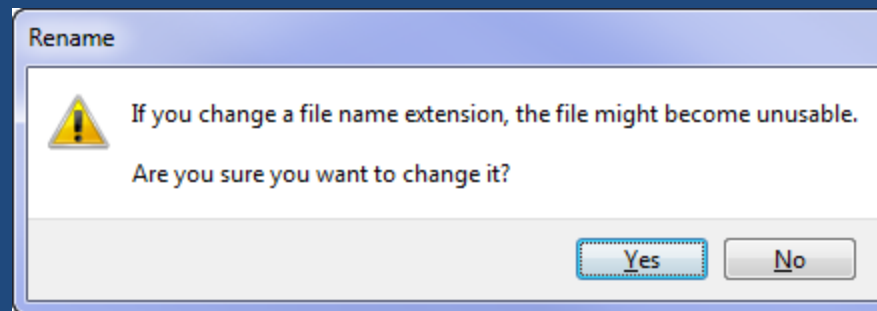 Rename
If you change a file name extension, the file might become unusable.
Are you sure you want to change it?
Yes
No